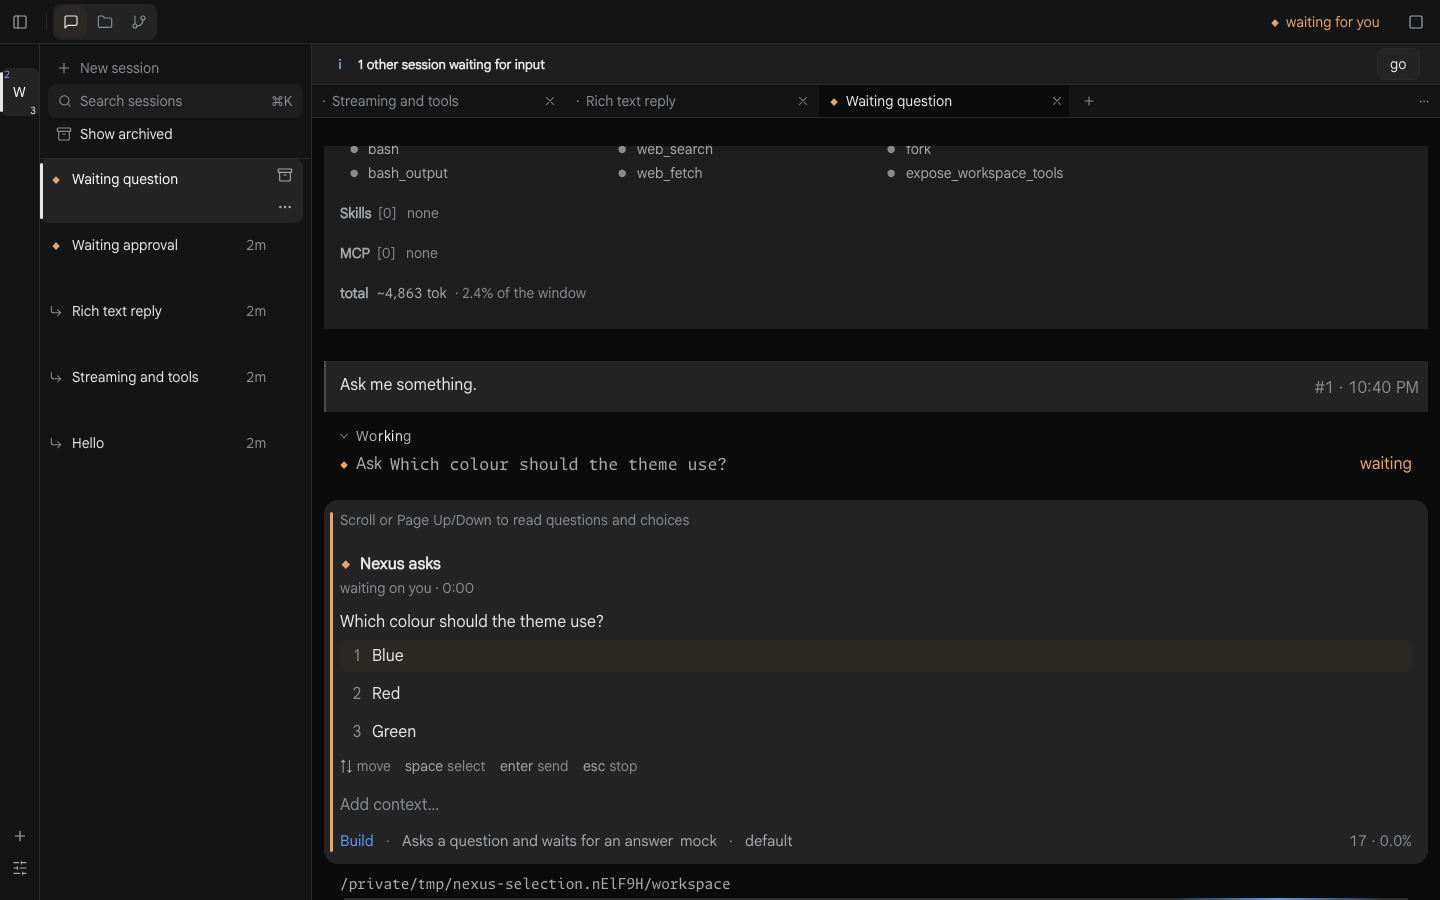 waiting for you
2
W
3
New session
Search sessions ⌘K
Show archived
Waiting question
Waiting approval 2m
Rich text reply 2m
Streaming and tools 2m
Hello 2m
i 1 other session waiting for input go
· Streaming and tools
· Rich text reply
Waiting question
bash web_search fork
bash_output web_fetch expose_workspace_tools
Skills [0] none
MCP [0] none
total ~4,863 tok · 2.4% of the window
Ask me something. #1 · 10:40 PM
Working
Ask Which colour should the theme use? waiting
Scroll or Page Up/Down to read questions and choices
Nexus asks
waiting on you · 0:00
Which colour should the theme use?
1 Blue
2 Red
3 Green
↑↓ move space select enter send esc stop
Add context...
Build · Asks a question and waits for an answer mock · default 17 · 0.0%
/private/tmp/nexus-selection.nElF9H/workspace